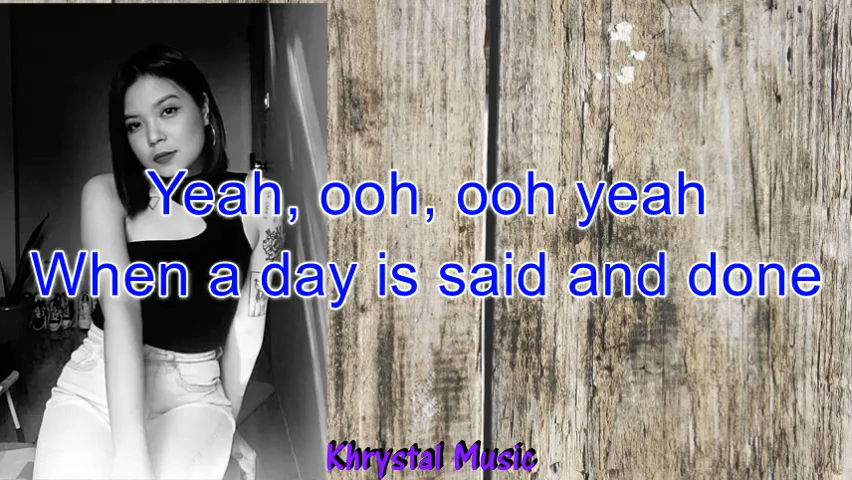 Yeah, ooh, ooh yeah
When a day is said and done
Khrystal Music